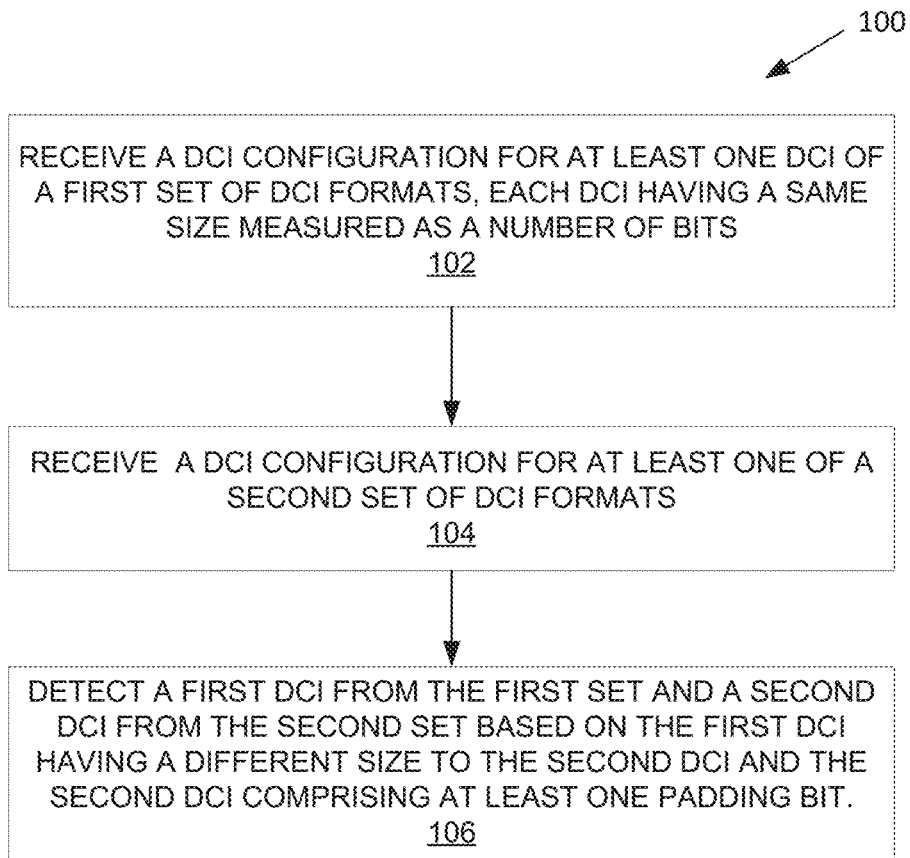 100
RECEIVE A DCI CONFIGURATION FOR AT LEAST ONE DCI OF
A FIRST SET OF DCI FORMATS, EACH DCI HAVING A SAME
SIZE MEASURED AS A NUMBER OF BITS
102
RECEIVE A DCI CONFIGURATION FOR AT LEAST ONE OF A
SECOND SET OF DCI FORMATS
104
DETECT A FIRST DCI FROM THE FIRST SET AND A SECOND
DCI FROM THE SECOND SET BASED ON THE FIRST DCI
HAVING A DIFFERENT SIZE TO THE SECOND DCI AND THE
SECOND DCI COMPRISING AT LEAST ONE PADDING BIT.
106